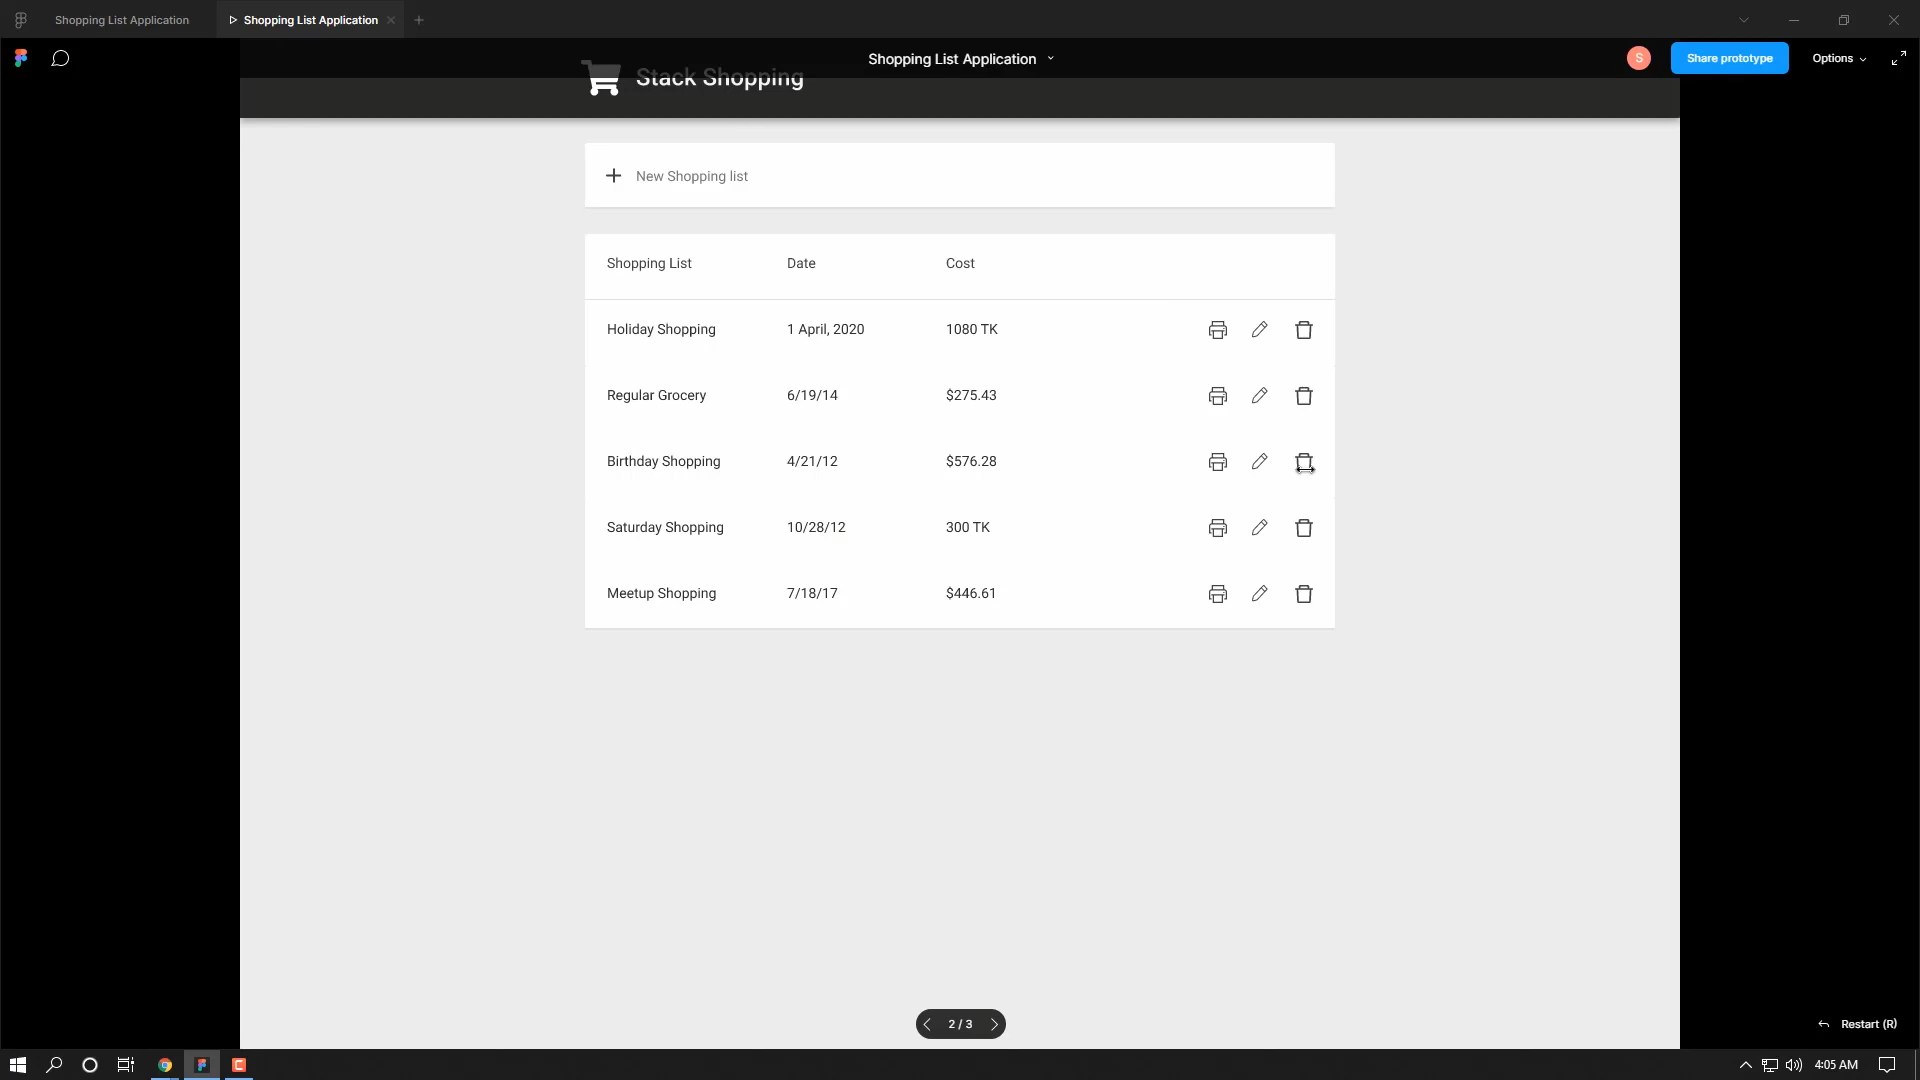 Shopping List Application
Shopping List Application
Shopping List Application
S
Share prototype
Options
Stack Shopping
New Shopping list
Shopping List Date Cost
Holiday Shopping 1 April, 2020 1080 TK
Regular Grocery 6/19/14 $275.43
Birthday Shopping 4/21/12 $576.28
Saturday Shopping 10/28/12 300 TK
Meetup Shopping 7/18/17 $446.61
2 / 3
Restart (R)
4:05 AM